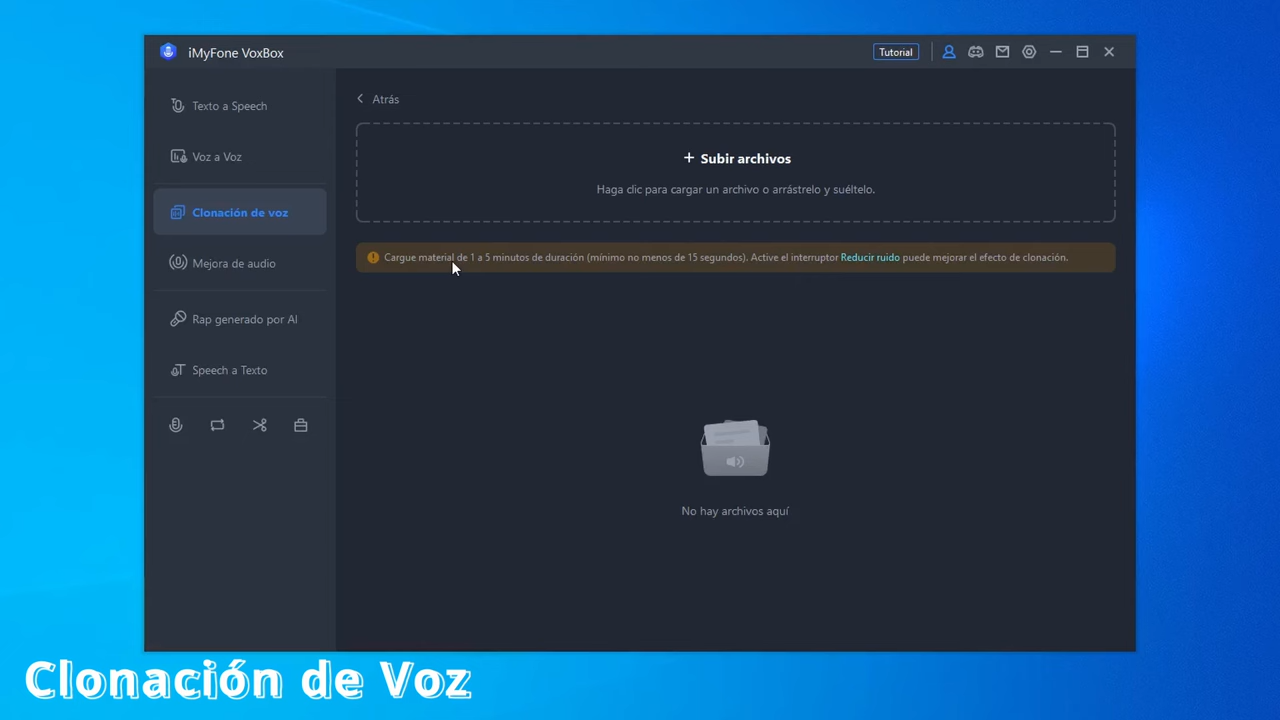 iMyFone VoxBox
Tutorial
Texto a Speech
Voz a Voz
Clonación de voz
Mejora de audio
Rap generado por AI
Speech a Texto
Atrás
+ Subir archivos
Haga clic para cargar un archivo o arrástrelo y suéltelo.
Cargue material de 1 a 5 minutos de duración (mínimo no menos de 15 segundos). Active el interruptor Reducir ruido puede mejorar el efecto de clonación.
No hay archivos aquí
Clonación de Voz